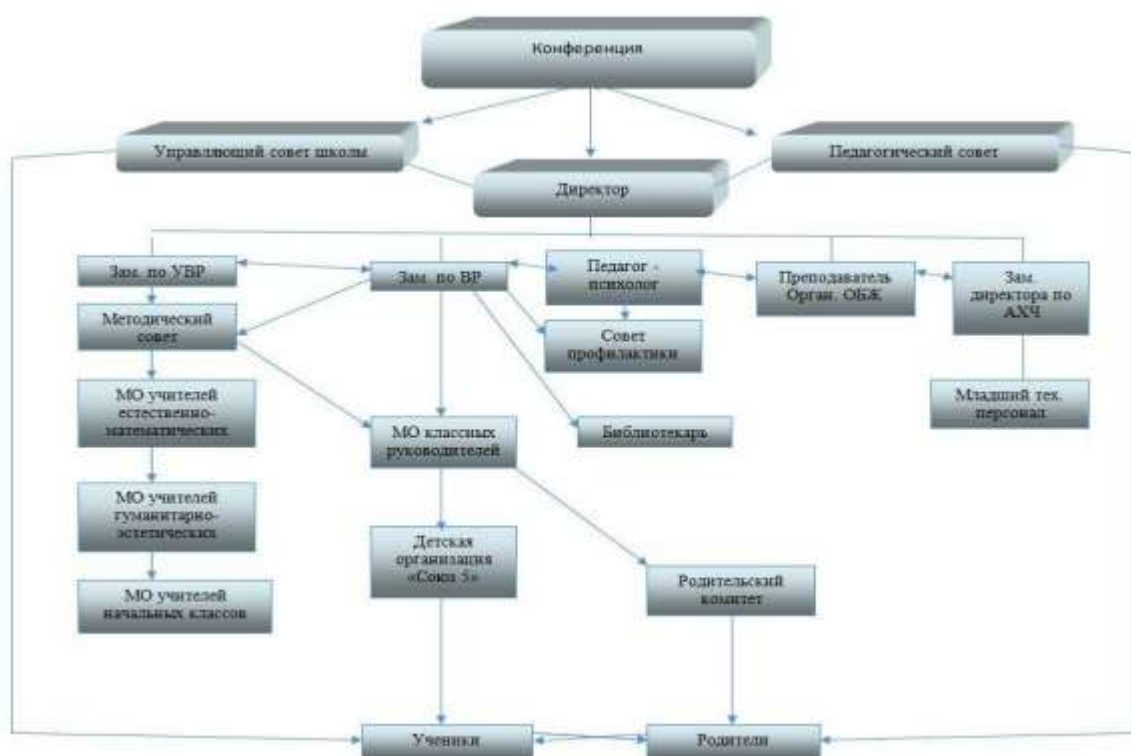 Конференция
Управляющий совет школы
Педагогический совет
Директор
Зам. по УВР
Зам. по ВР
Педагог -
психолог
Преподаватель
Орган. ОБЖ
Зам.
директора по
АХЧ
Методический
совет
Совет
профилактики
МО учителей
естественно-
математических
МО классных
руководителей
Библиотекарь
Младший тех.
персонал
МО учителей
гуманитарно-
эстетических
Детская
организация
«Союз 5»
МО учителей
начальных классов
Родительский
комитет
Ученики
Родители